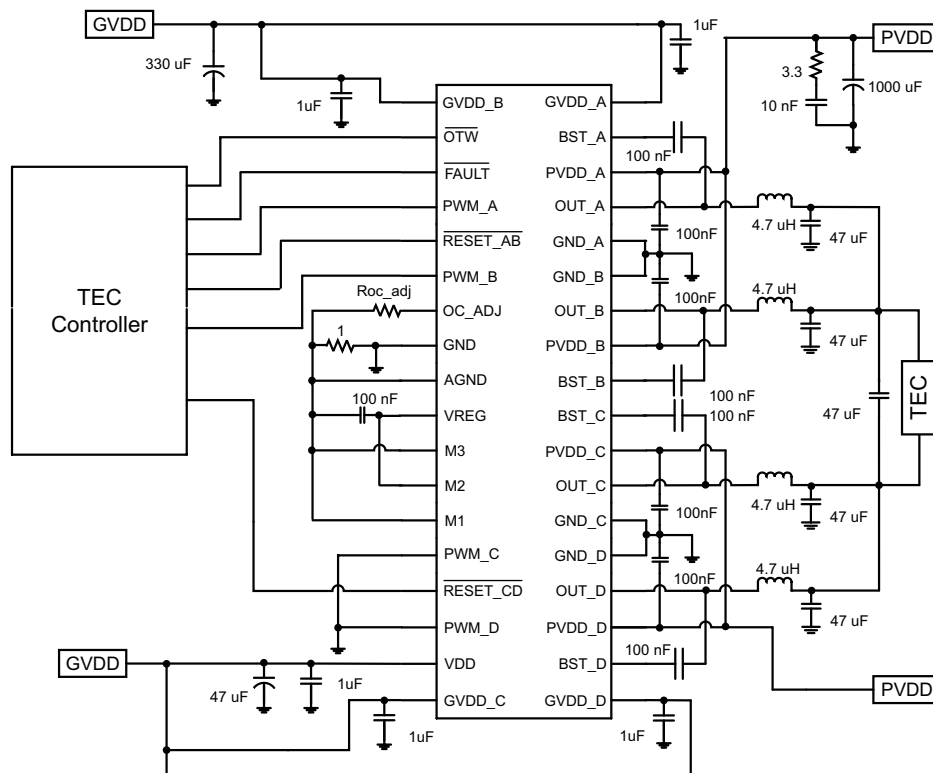 GVDD
1uF
PVDD
330 uF
1uF
3.3
10 nF
1000 uF
GVDD_B
GVDD_A
OTW
BST_A
100 nF
FAULT
PVDD_A
PWM_A
OUT_A
4.7 uH
47 uF
100nF
RESET_AB
GND_A
PWM_B
GND_B
TEC
Controller
Roc_adj
OC_ADJ
OUT_B
100nF
4.7 uH
47 uF
1
GND
PVDD_B
AGND
BST_B
100 nF
100 nF
VREG
BST_C
100 nF
47 uF
TEC
M3
PVDD_C
M2
OUT_C
4.7 uH
47 uF
100nF
M1
GND_C
PWM_C
GND_D
RESET_CD
OUT_D
100nF
4.7 uH
47 uF
PWM_D
PVDD_D
GVDD
VDD
BST_D
100 nF
47 uF
1uF
GVDD_C
GVDD_D
PVDD
1uF
1uF